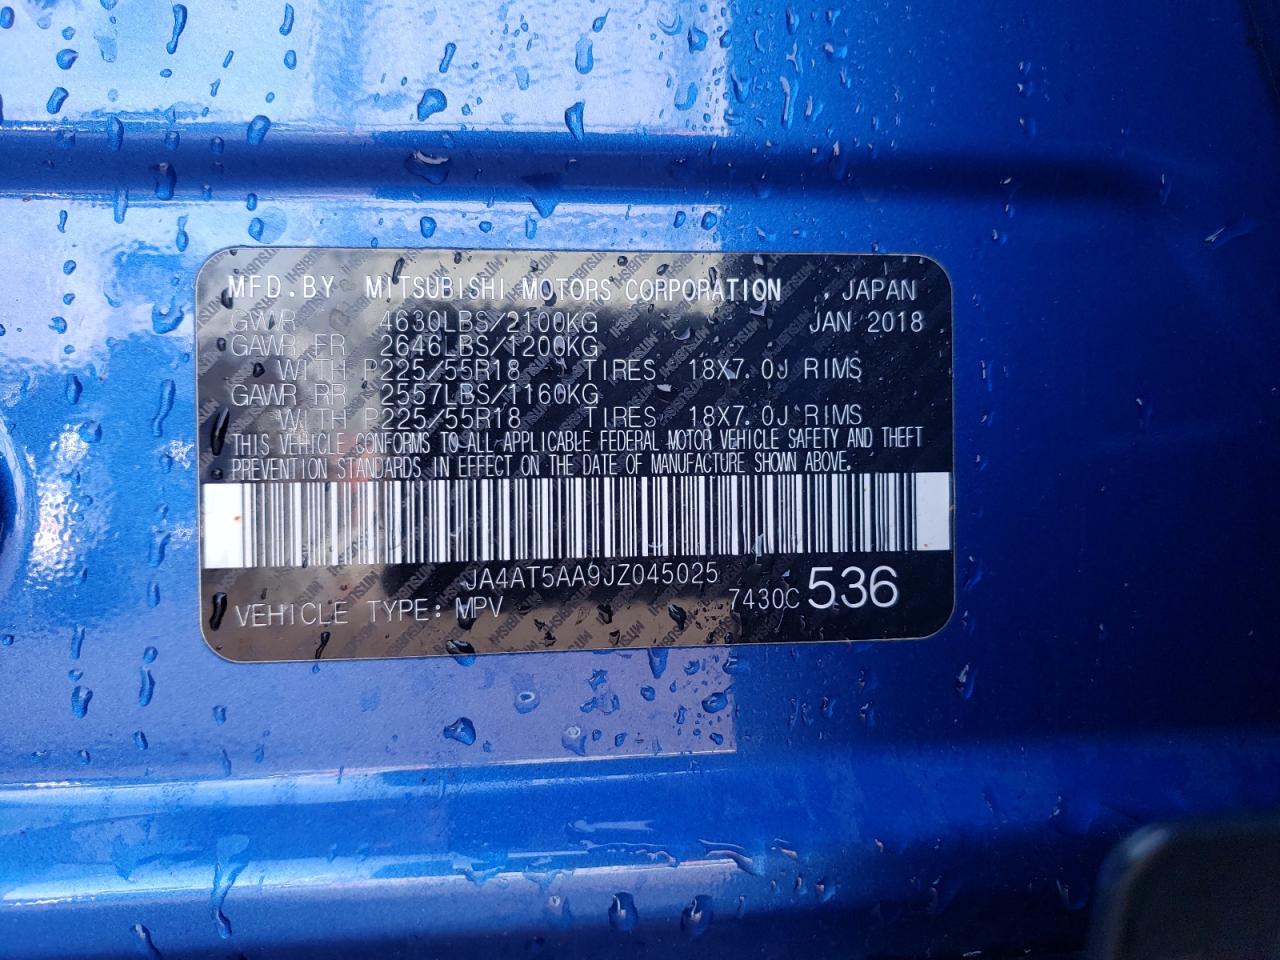 MFD.BY MITSUBISHI MOTORS CORPORATION , JAPAN
GVWR 4630LBS/2100KG JAN 2018
GAWR FR 2646LBS/1200KG
WITH P225/55R18 TIRES 18X7.0J RIMS
GAWR RR 2557LBS/1160KG
WITH P225/55R18 TIRES 18X7.0J RIMS
THIS VEHICLE CONFORMS TO ALL APPLICABLE FEDERAL MOTOR VEHICLE SAFETY AND THEFT
PREVENTION STANDARDS IN EFFECT ON THE DATE OF MANUFACTURE SHOWN ABOVE.
JA4AT5AA9JZ045025
VEHICLE TYPE: MPV 7430C 536